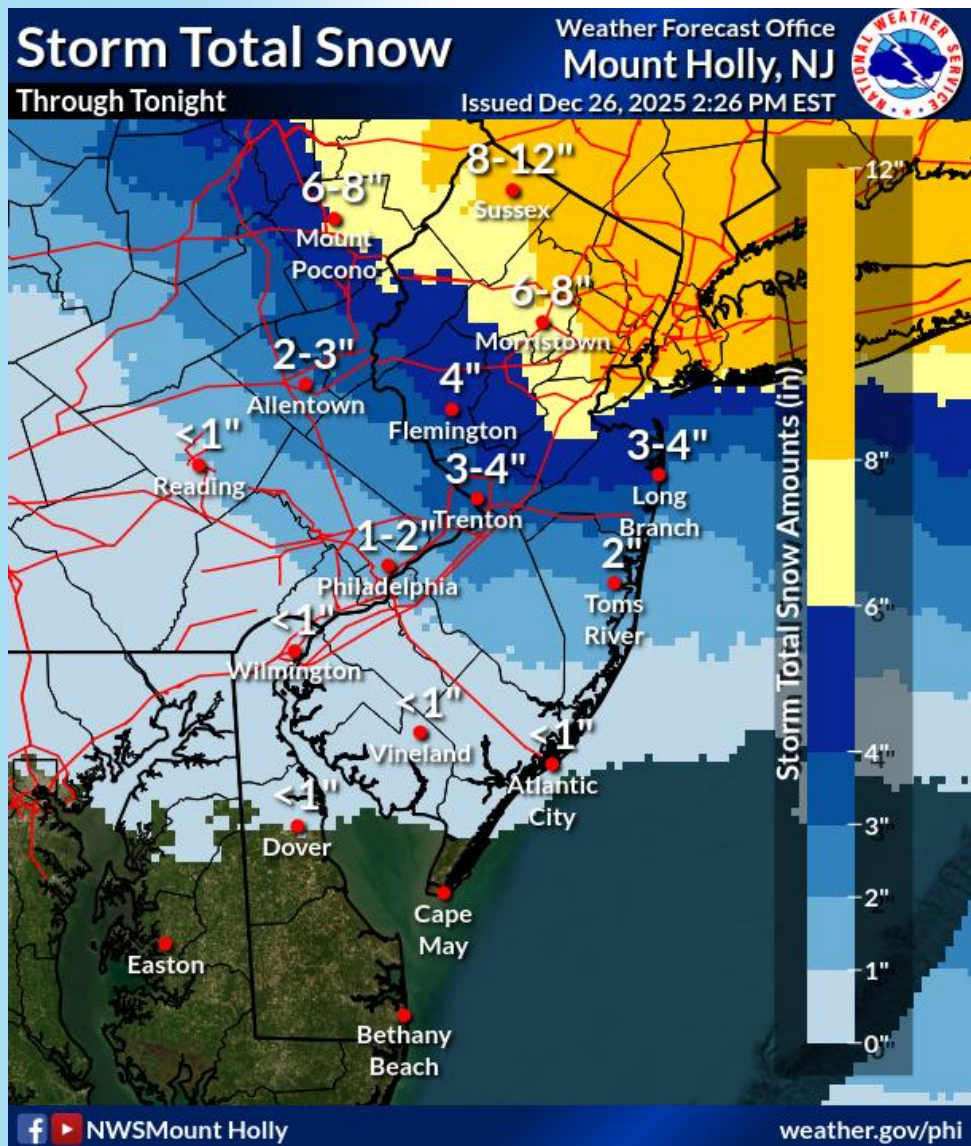 Storm Total Snow
Through Tonight
Weather Forecast Office
Mount Holly, NJ
Issued Dec 26, 2025 2:26 PM EST
NATIONAL WEATHER SERVICE
8-12"
Sussex
6-8"
Mount
Pocono
6-8"
Morristown
2-3"
Allentown
4"
Flemington
<1"
Reading
3-4"
Trenton
3-4"
Long
Branch
1-2"
Philadelphia
2"
Toms
River
<1"
Wilmington
<1"
Vineland
<1"
Atlantic
City
<1"
Dover
Cape
May
Easton
Bethany
Beach
Storm Total Snow Amounts (in)
12"
8"
6"
4"
3"
2"
1"
0"
NWSMount Holly
weather.gov/phi